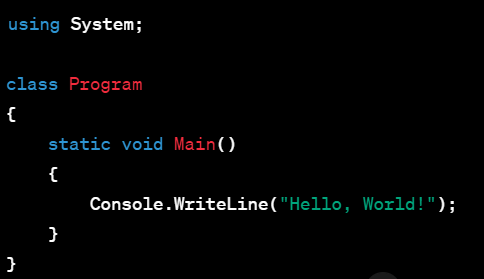 using System;

class Program
{
    static void Main()
    {
        Console.WriteLine("Hello, World!");
    }
}